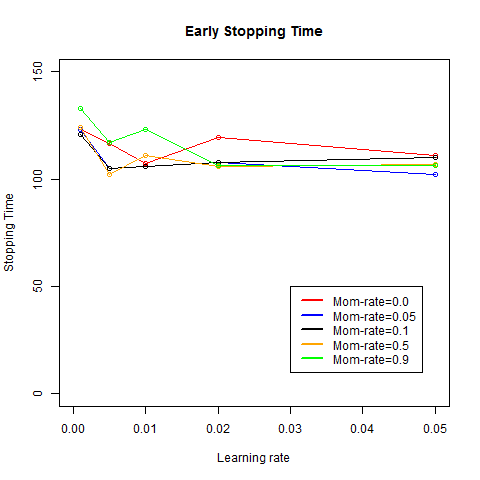 Early Stopping Time
Stopping Time
150
100
50
0
0.00 0.01 0.02 0.03 0.04 0.05
Learning rate
Mom-rate=0.0
Mom-rate=0.05
Mom-rate=0.1
Mom-rate=0.5
Mom-rate=0.9